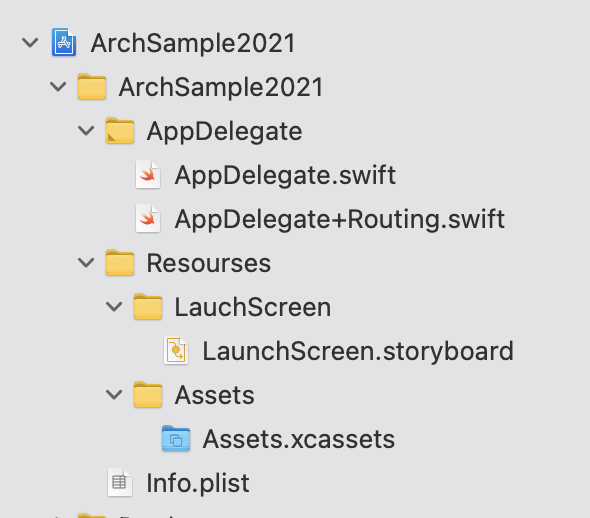 ArchSample2021
ArchSample2021
AppDelegate
AppDelegate.swift
AppDelegate+Routing.swift
Resourses
LauchScreen
LaunchScreen.storyboard
Assets
Assets.xcassets
Info.plist